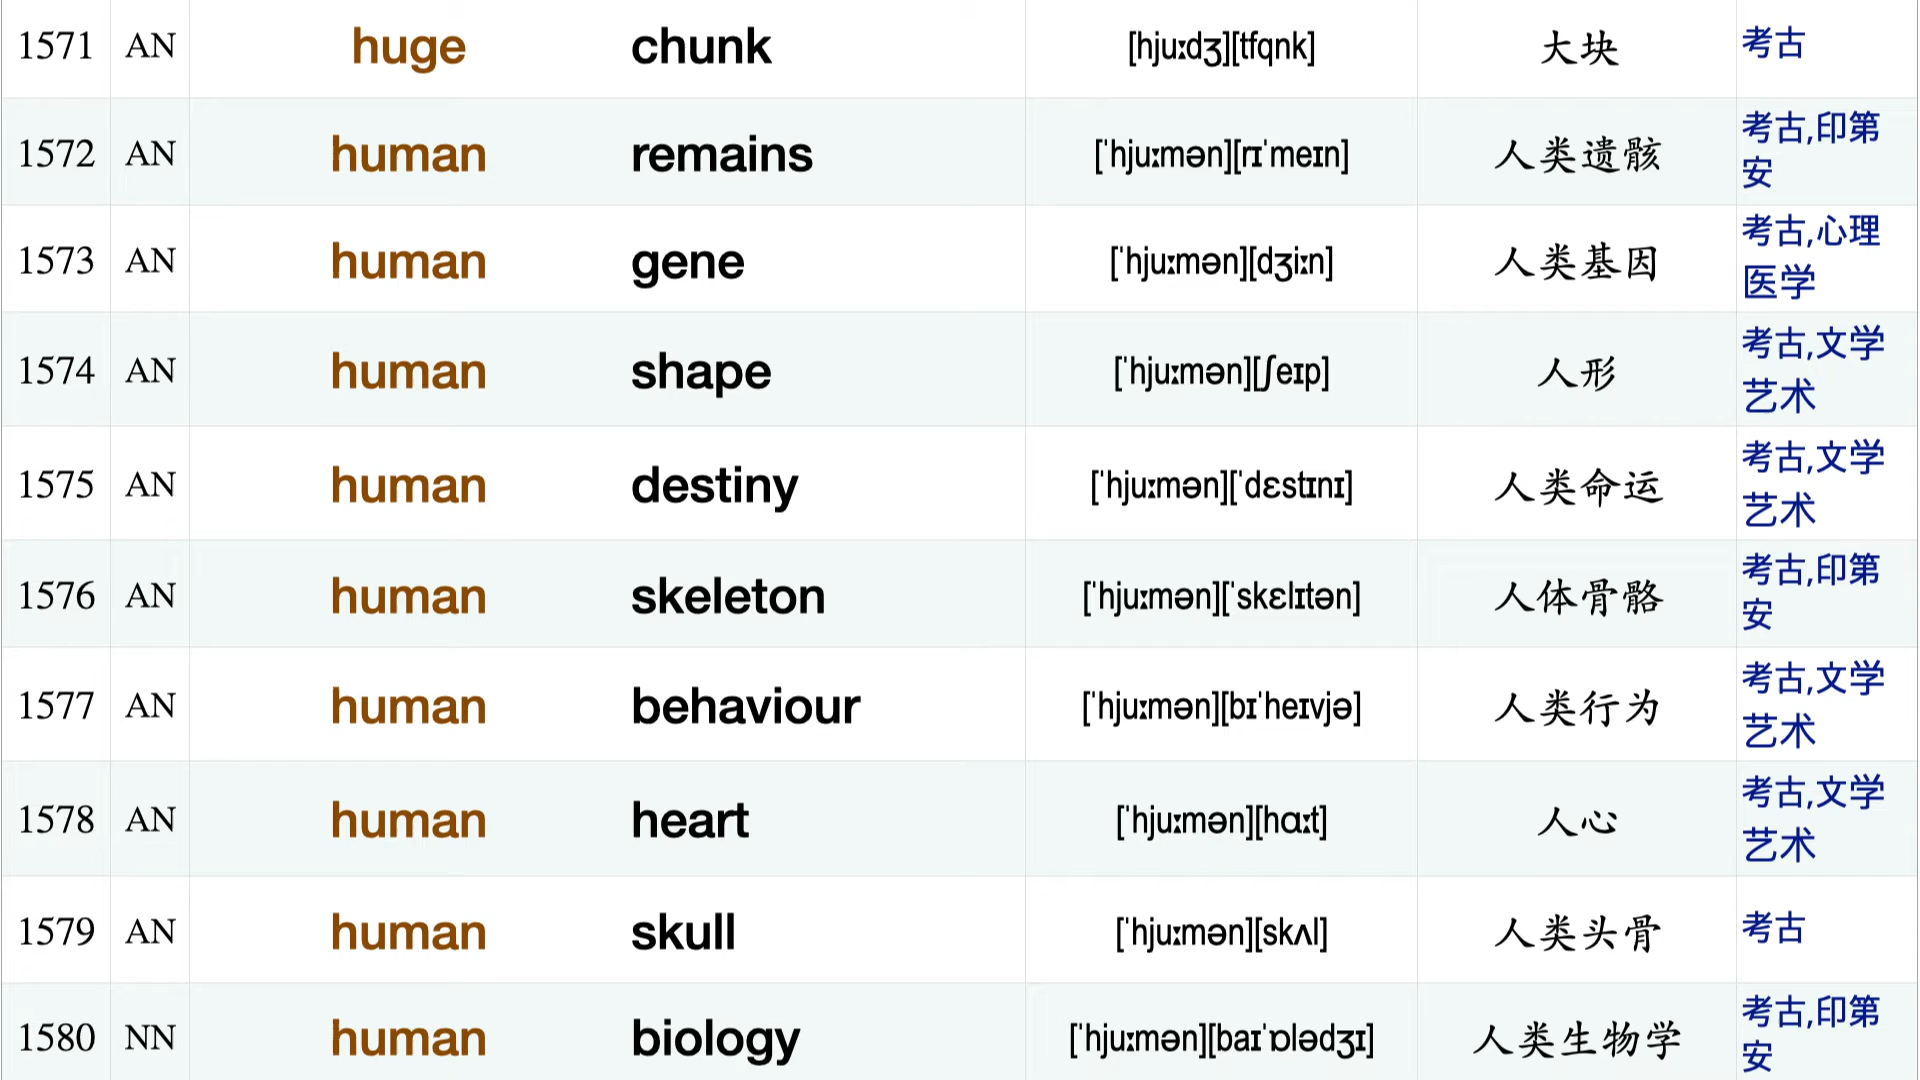 1571 AN huge chunk [hjuːdʒ][tfqnk] 大块 考古
1572 AN human remains [ˈhjuːmən][rɪˈmeɪn] 人类遗骸 考古,印第
安
1573 AN human gene [ˈhjuːmən][dʒiːn] 人类基因 考古,心理
医学
1574 AN human shape [ˈhjuːmən][ʃeɪp] 人形 考古,文学
艺术
1575 AN human destiny [ˈhjuːmən][ˈdɛstɪnɪ] 人类命运 考古,文学
艺术
1576 AN human skeleton [ˈhjuːmən][ˈskɛlɪtən] 人体骨骼 考古,印第
安
1577 AN human behaviour [ˈhjuːmən][bɪˈheɪvjə] 人类行为 考古,文学
艺术
1578 AN human heart [ˈhjuːmən][hɑːt] 人心 考古,文学
艺术
1579 AN human skull [ˈhjuːmən][skʌl] 人类头骨 考古
1580 NN human biology [ˈhjuːmən][baɪˈɒlədʒɪ] 人类生物学 考古,印第
安